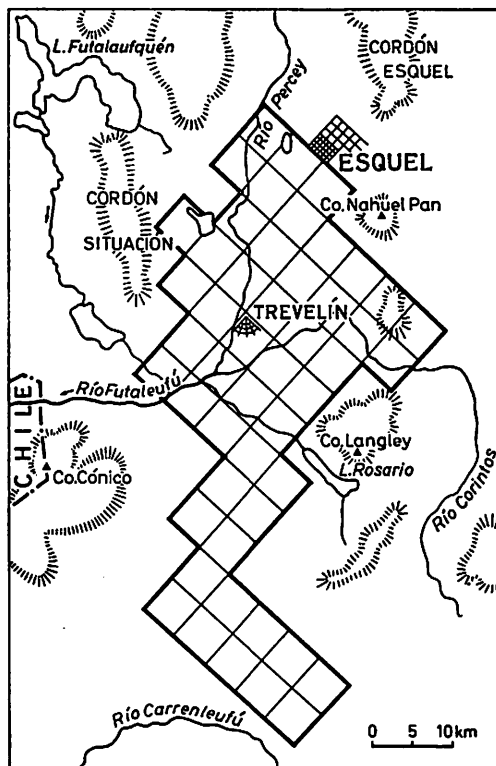 L. Futalaufquén
CORDÓN
ESQUEL
Río Percey
ESQUEL
CORDÓN
SITUACIÓN
Co. Nahuel Pan
TREVELÍN
Río Futaleufú
CHILE
Co. Cónico
Co. Langley
L. Rosario
Río Corintos
Río Carrenleufú
0 5 10 km